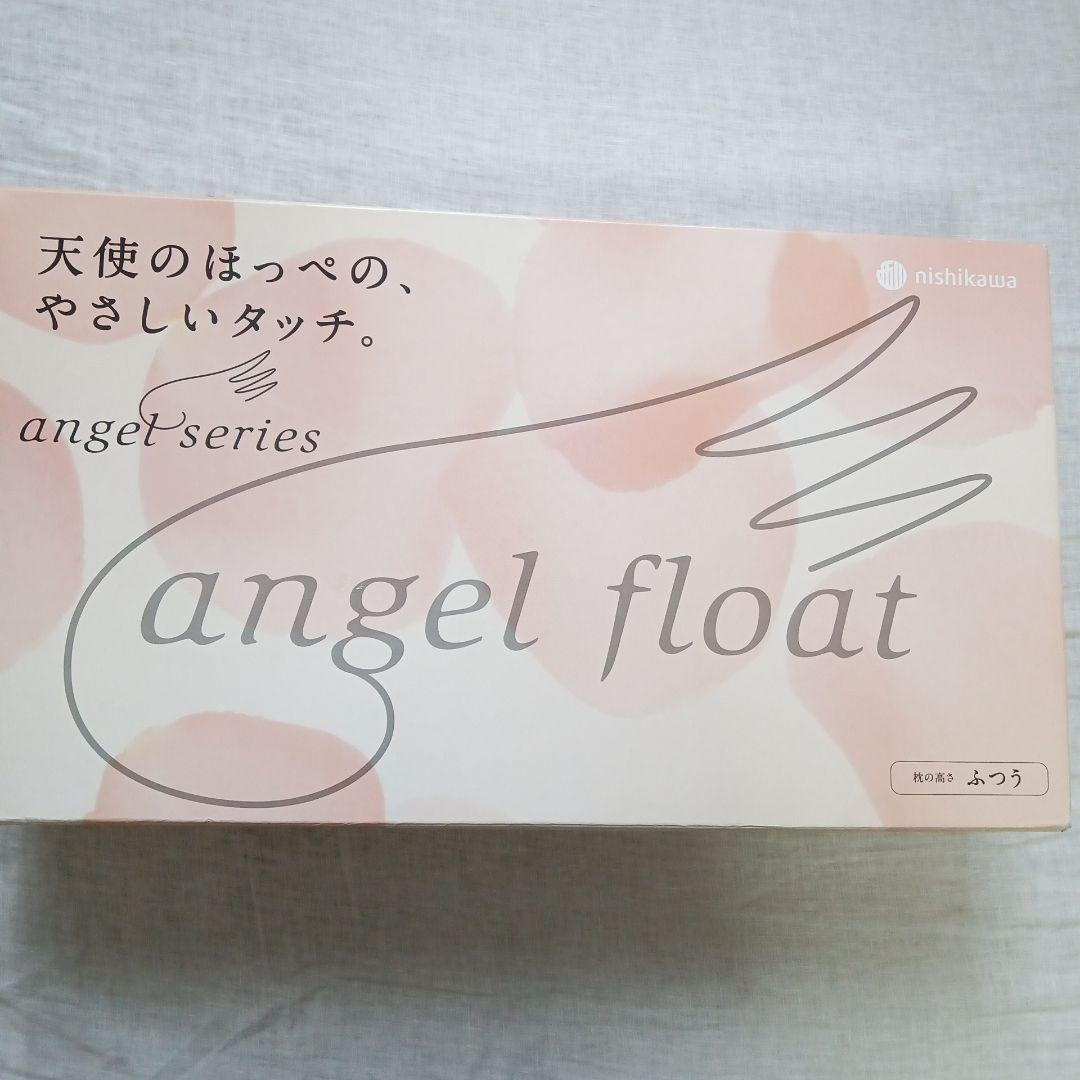 天使のほっぺの、
やさしいタッチ。
angel series
nishikawa
angel float
枕の高さ ふつう